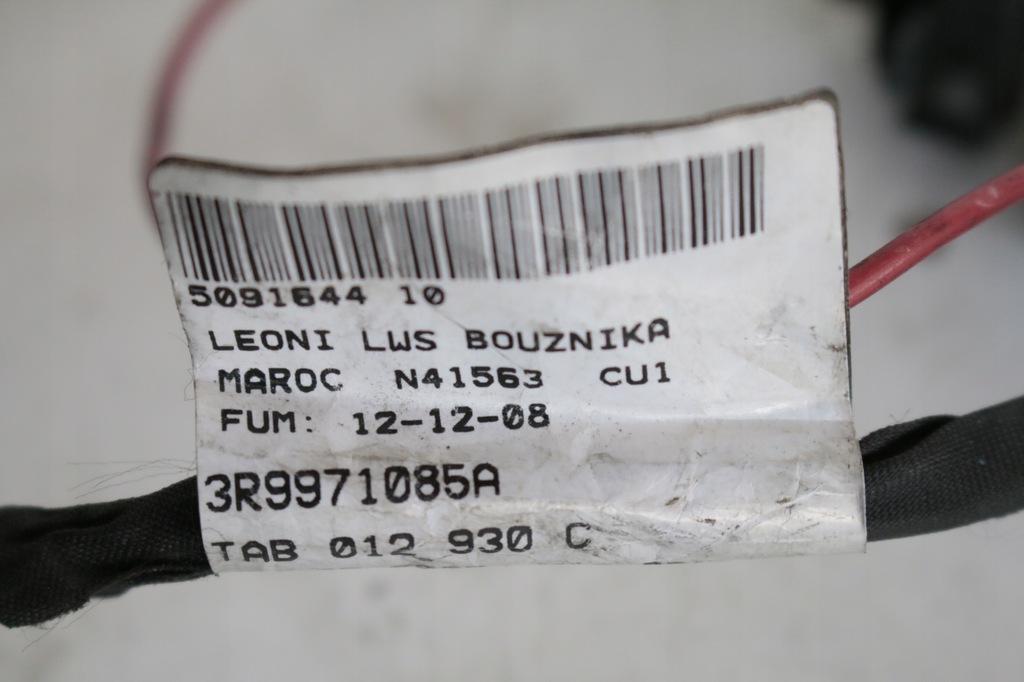 5091644 10
LEONI LWS BOUZNIKA
MAROC N41563 CU1
FUM: 12-12-08
3R9971085A
TAB 012 930 C